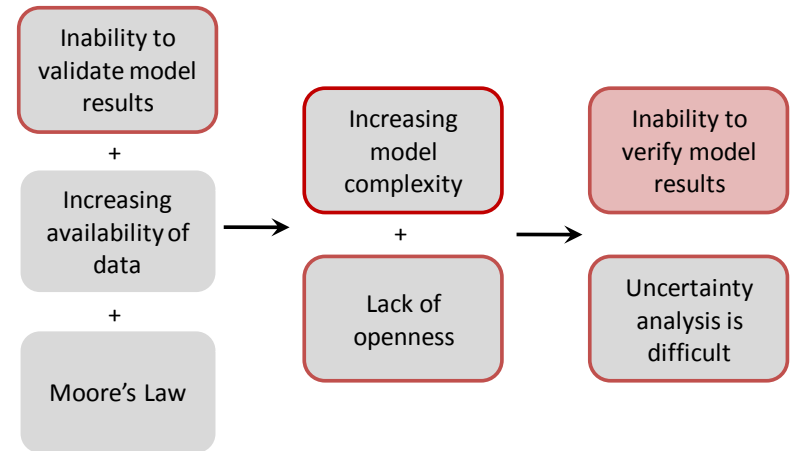 Inability to
validate model
results
+
Increasing
availability of
data
+
Moore's Law
Increasing
model
complexity
+
Lack of
openness
Inability to
verify model
results
Uncertainty
analysis is
difficult